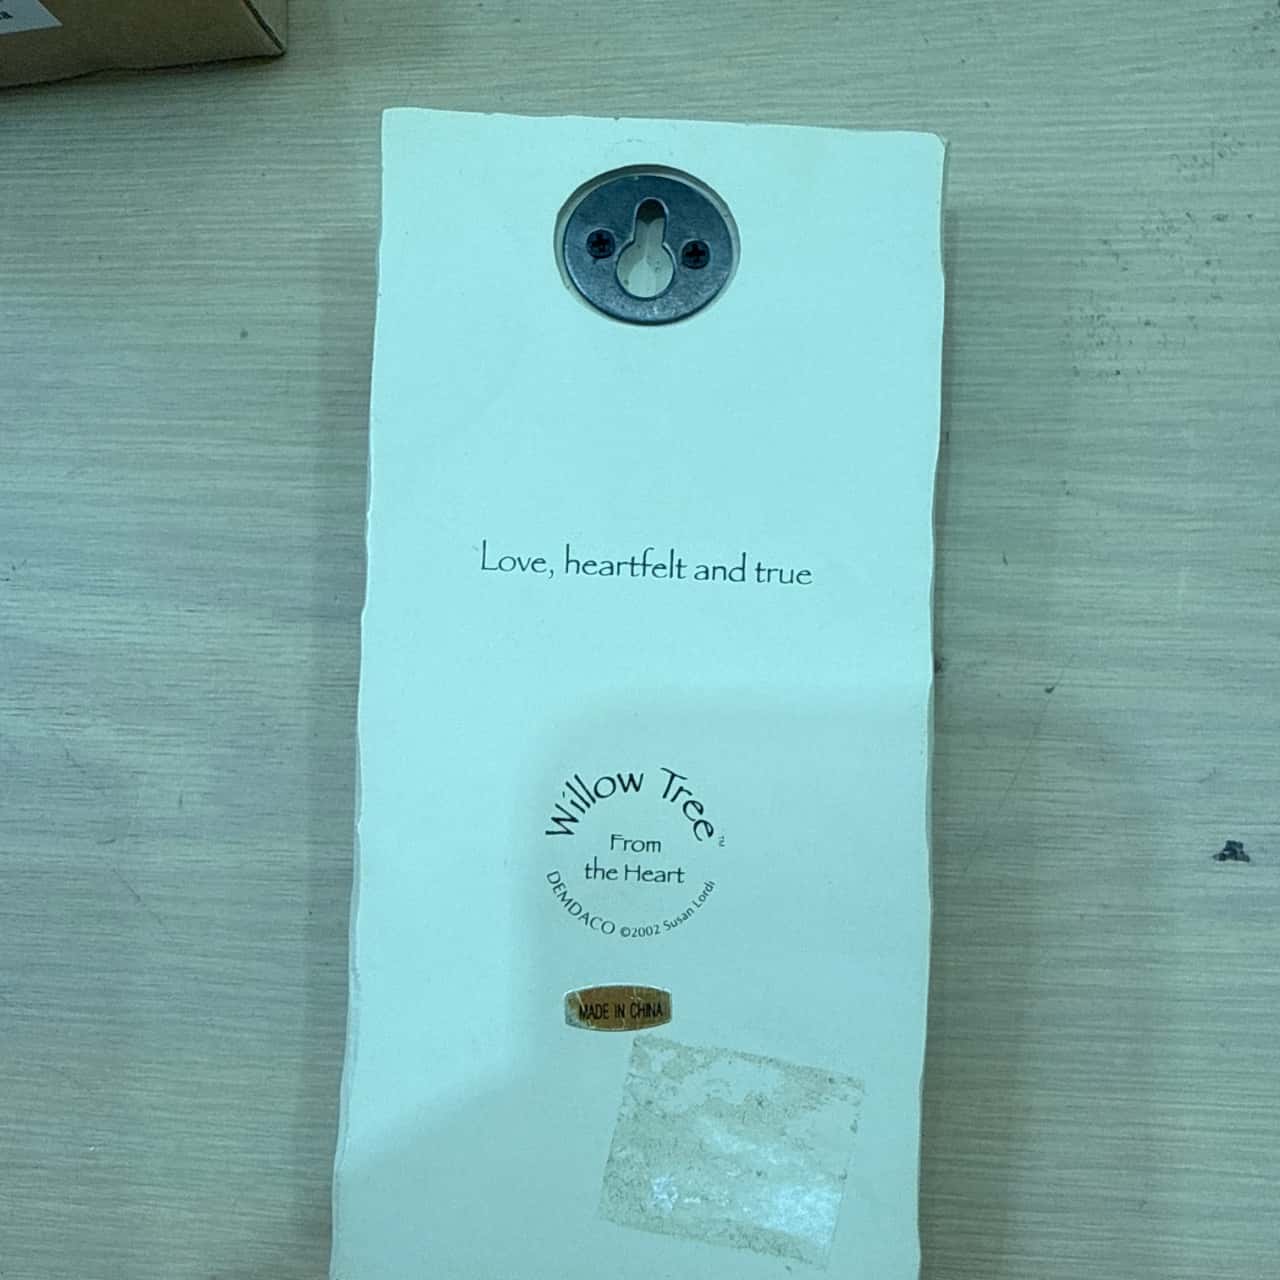 Love, heartfelt and true
Willow Tree™
From
the Heart
DEMDACO ©2002 Susan Lordi
MADE IN CHINA